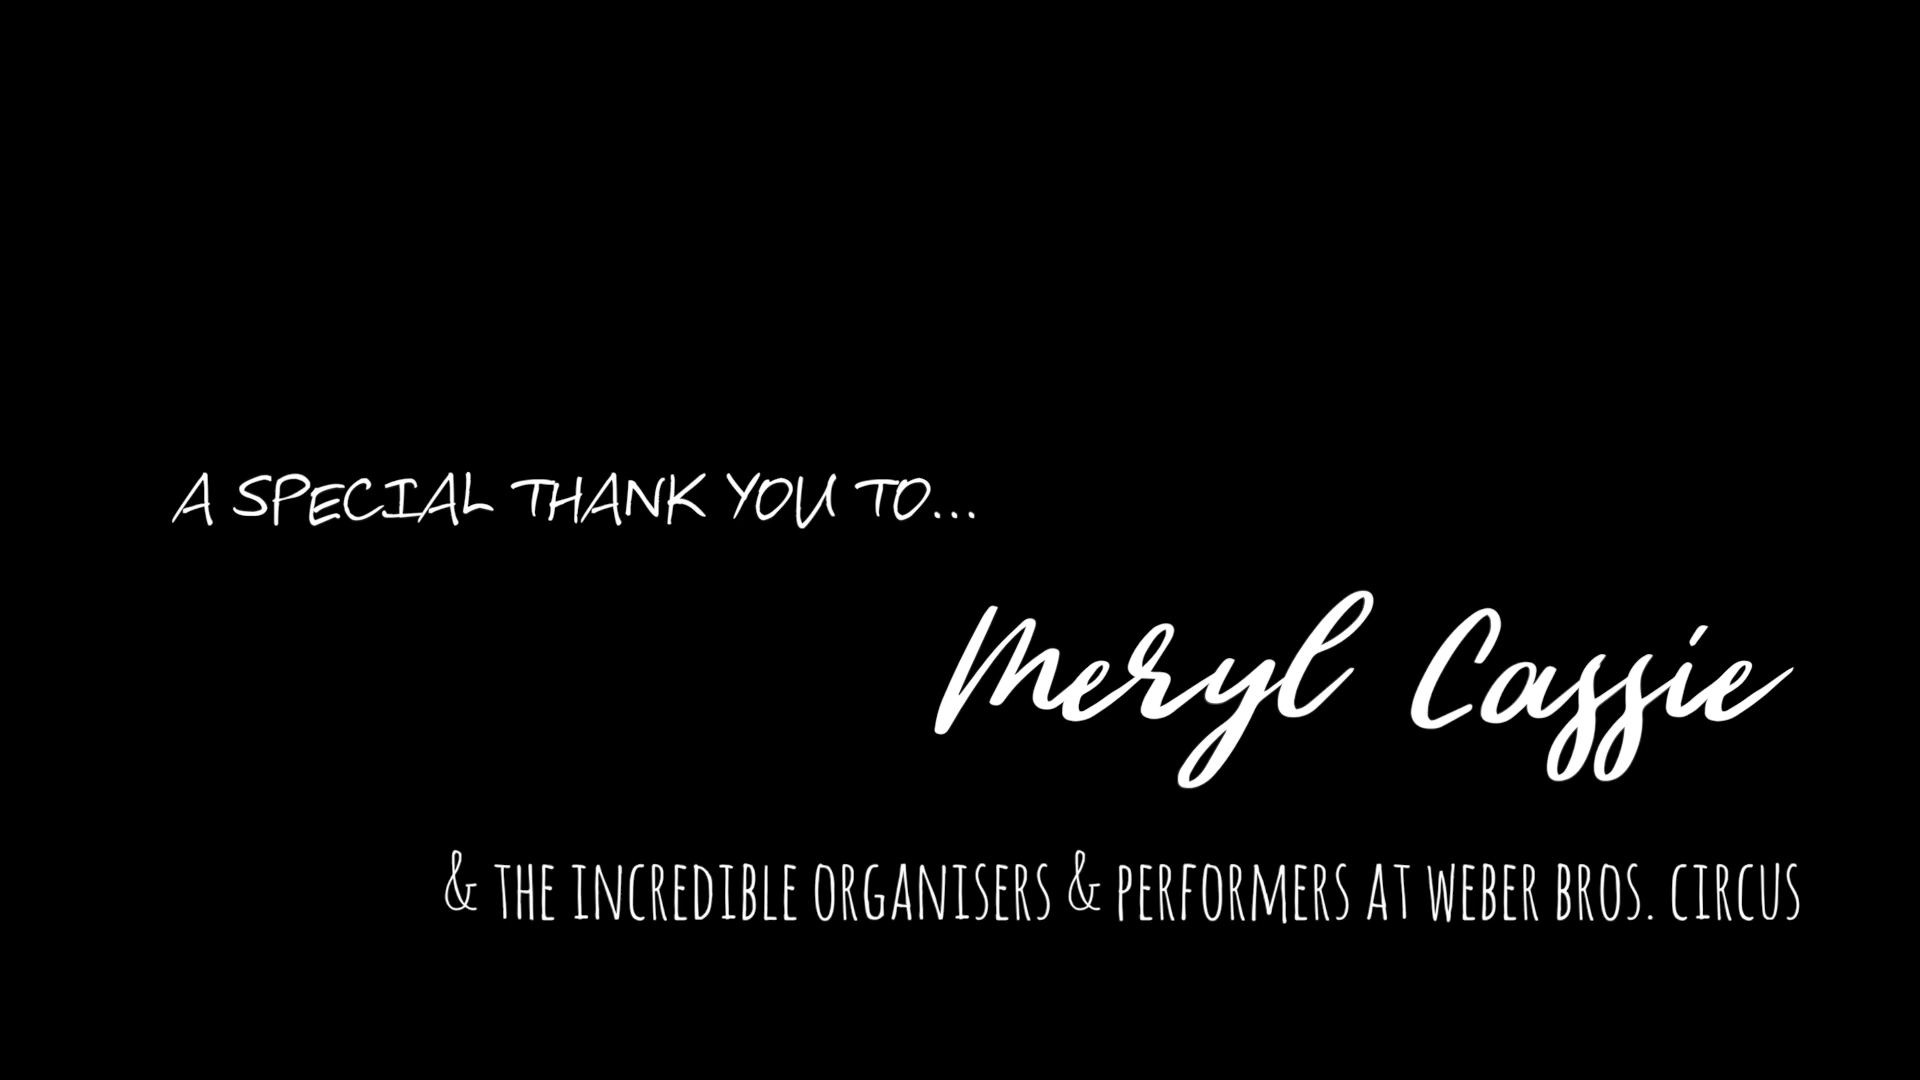 A SPECIAL THANK YOU TO...
Meryl Cassie
& THE INCREDIBLE ORGANISERS & PERFORMERS AT WEBER BROS. CIRCUS